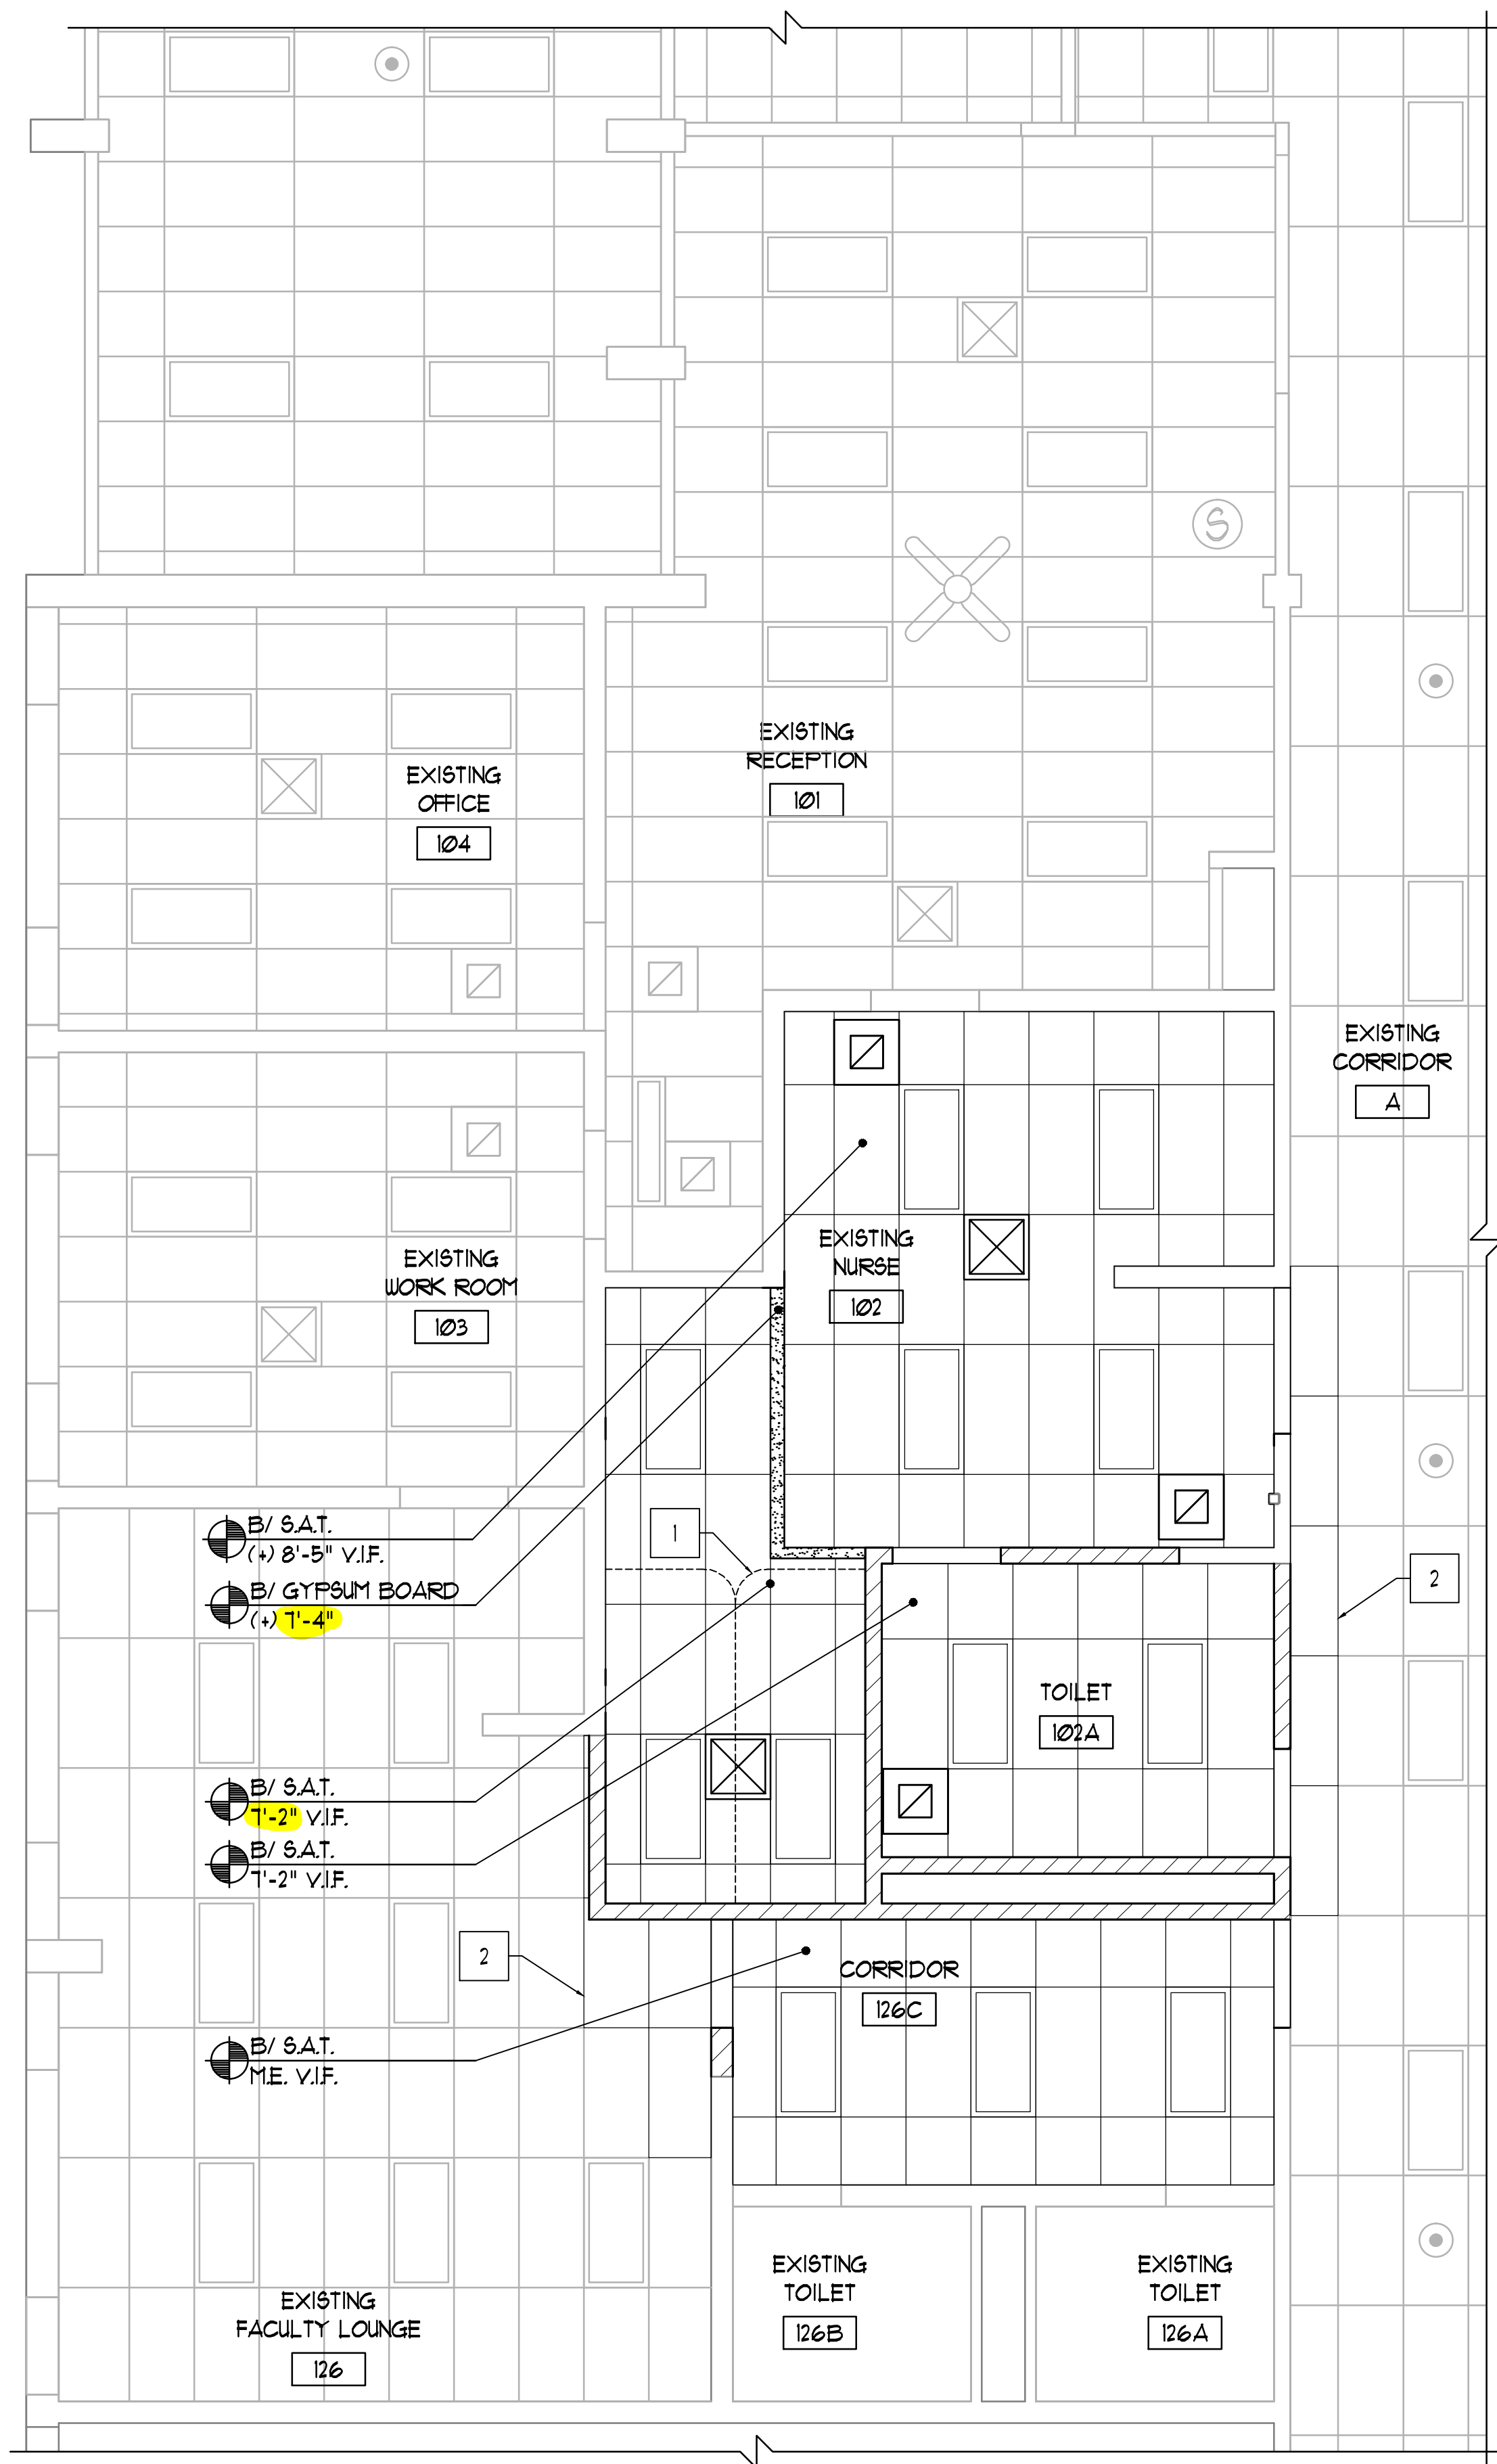 S
EXISTING
RECEPTION
101
EXISTING
OFFICE
104
EXISTING
CORRIDOR
A
EXISTING
NURSE
102
EXISTING
WORK ROOM
103
B/ S.A.T.
(+) 8'-5" V.I.F.
1
2
B/ GYPSUM BOARD
(+) 7'-4"
TOILET
102A
B/ S.A.T.
7'-2" V.I.F.
B/ S.A.T.
7'-2" V.I.F.
2
CORRIDOR
126C
B/ S.A.T.
M.E. V.I.F.
EXISTING
TOILET
126B
EXISTING
TOILET
126A
EXISTING
FACULTY LOUNGE
126